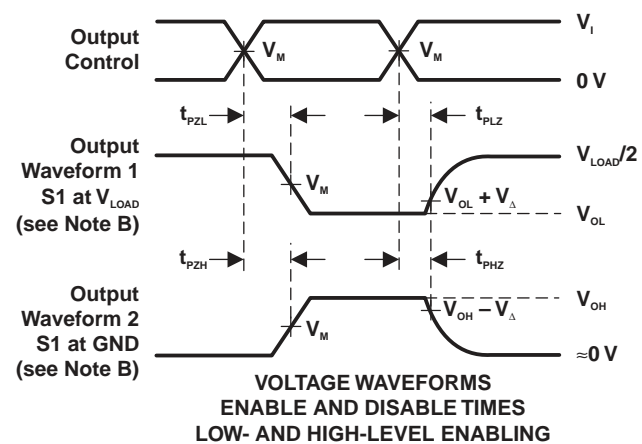 Output
Control
V_M
V_M
V_I
0 V
t_PZL
t_PLZ
Output
Waveform 1
S1 at V_LOAD
(see Note B)
V_M
V_OL + V_Δ
V_LOAD/2
V_OL
t_PZH
t_PHZ
Output
Waveform 2
S1 at GND
(see Note B)
V_M
V_OH – V_Δ
V_OH
≈0 V
VOLTAGE WAVEFORMS
ENABLE AND DISABLE TIMES
LOW- AND HIGH-LEVEL ENABLING